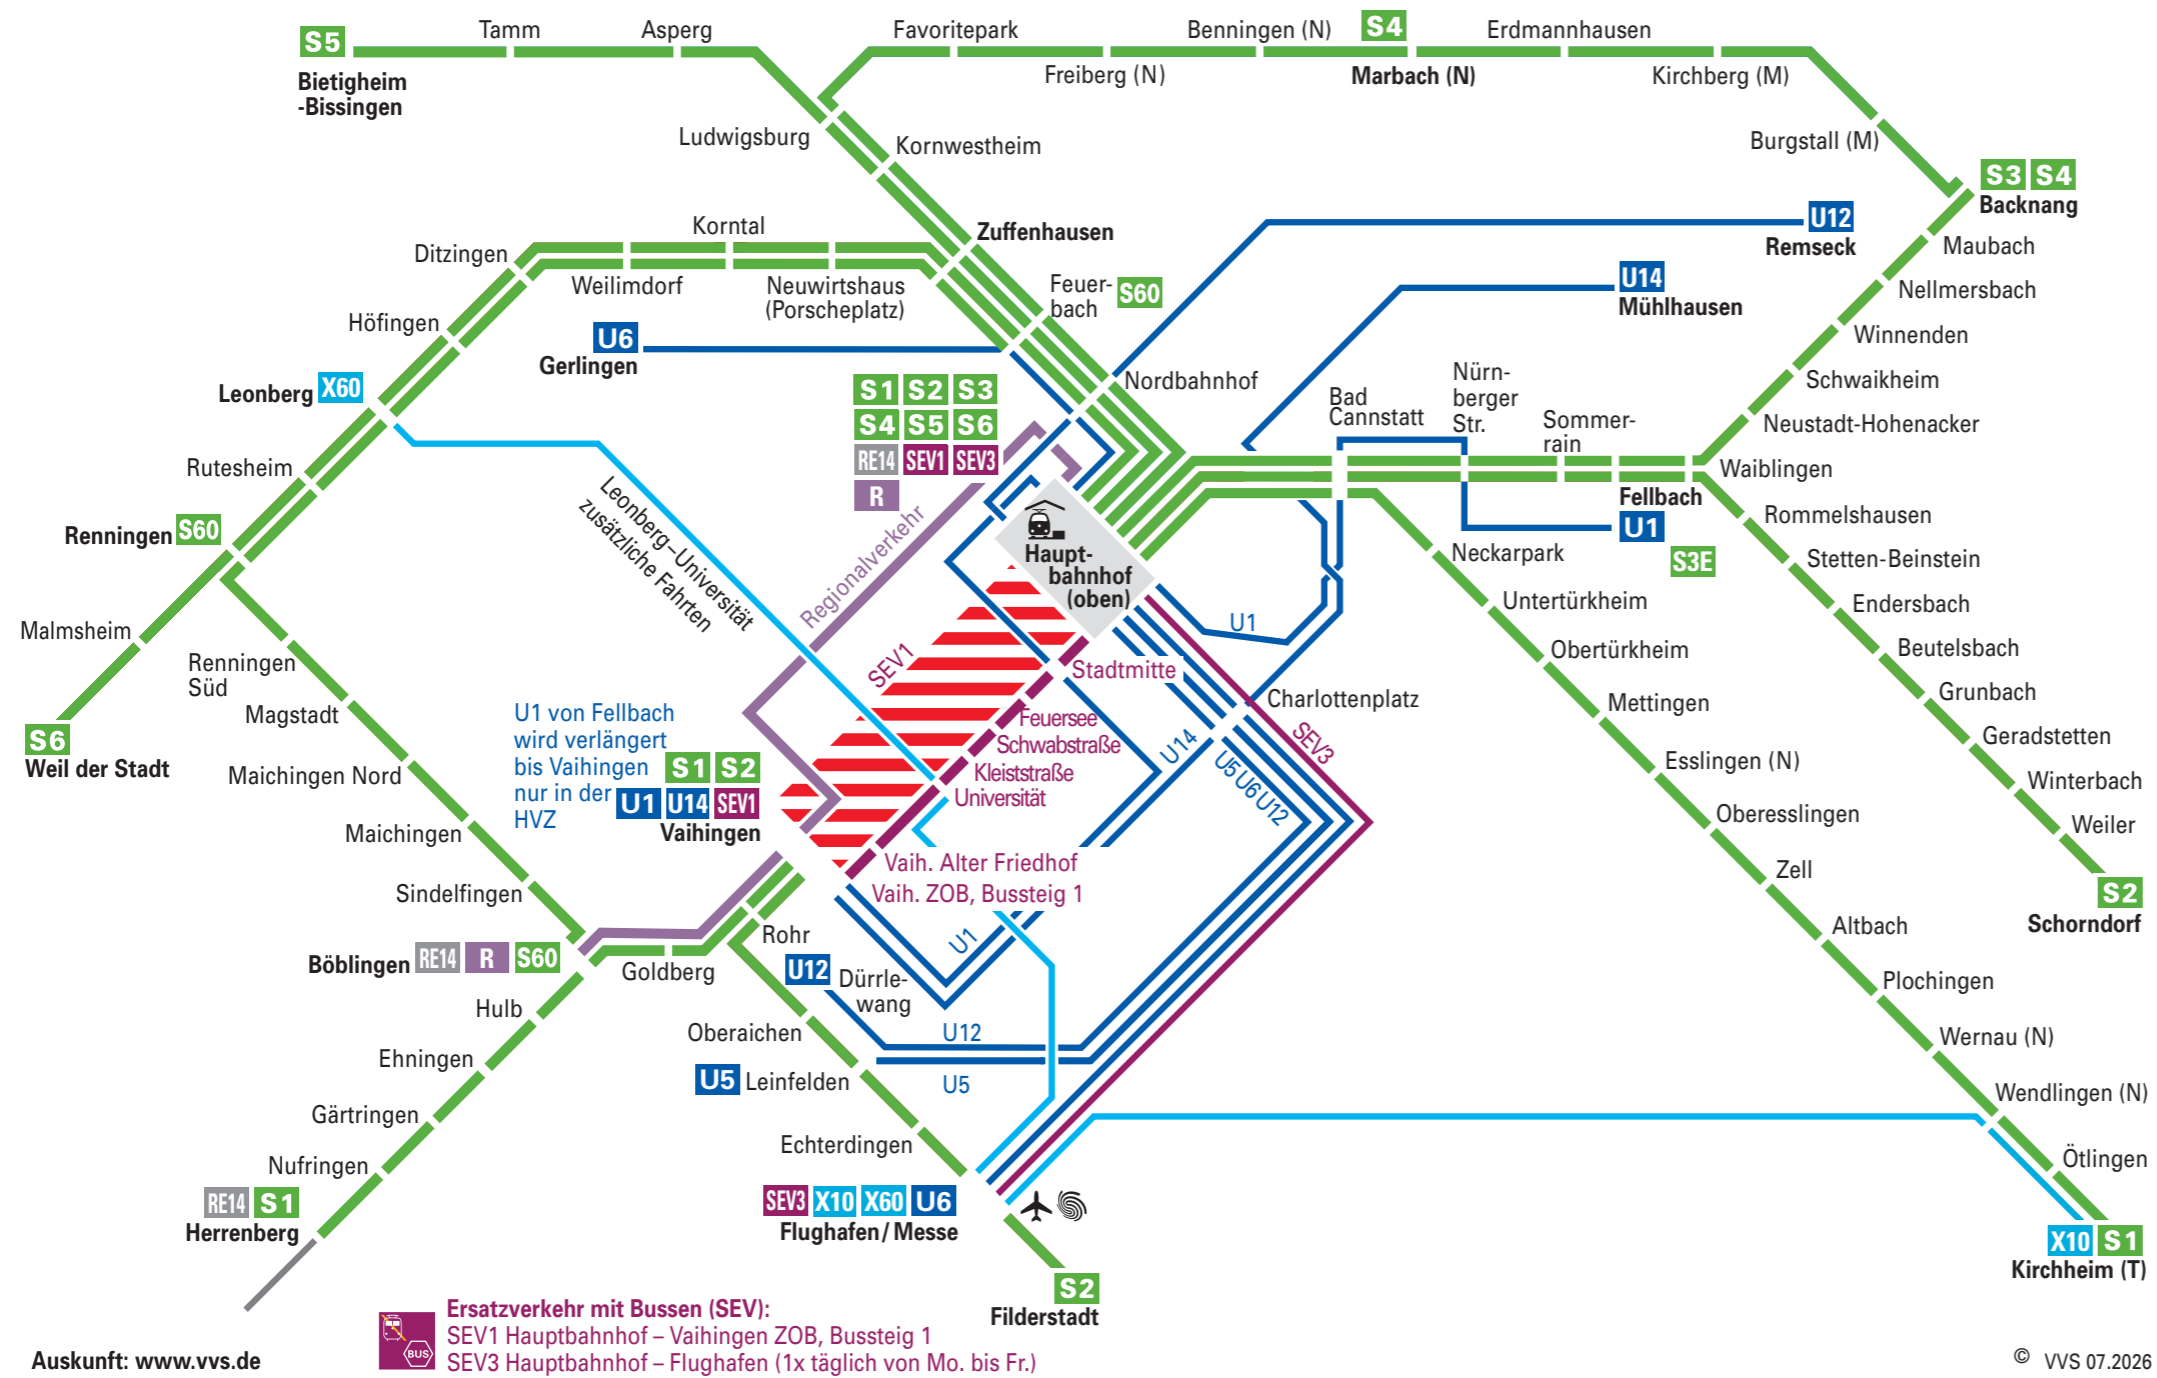 S5
Bietigheim
-Bissingen
Tamm
Asperg
Ludwigsburg
Favoritepark
Freiberg (N)
Benningen (N)
S4
Marbach (N)
Erdmannhausen
Kirchberg (M)
Burgstall (M)
S3 S4
Backnang
Kornwestheim
Zuffenhausen
Feuer-
bach
S60
Nordbahnhof
Korntal
Ditzingen
Weilimdorf
Neuwirtshaus
(Porscheplatz)
Höfingen
U6
Gerlingen
Leonberg X60
Rutesheim
Renningen S60
Malmsheim
S6
Weil der Stadt
Renningen
Süd
Magstadt
Maichingen Nord
Maichingen
Sindelfingen
Böblingen RE14 R S60
Hulb
Ehningen
Gärtringen
Nufringen
RE14 S1
Herrenberg
Leonberg–Universität
zusätzliche Fahrten
Regionalverkehr
S1 S2 S3
S4 S5 S6
RE14 SEV1 SEV3
R
Haupt-
bahnhof
(oben)
SEV1
Stadtmitte
Feuersee
Schwabstraße
Kleiststraße
Universität
Vaih. Alter Friedhof
Vaih. ZOB, Bussteig 1
U1 von Fellbach
wird verlängert
bis Vaihingen
nur in der
HVZ
S1 S2
U1 U14 SEV1
Vaihingen
Goldberg
Rohr
U12
Dürrle-
wang
Oberaichen
U5 Leinfelden
Echterdingen
SEV3 X10 X60 U6
Flughafen/Messe
S2
Filderstadt
U1
U14
U1
U12
U5
U5 U6 U12
SEV3
Charlottenplatz
U12
Remseck
U14
Mühlhausen
Bad
Cannstatt
Nürn-
berger
Str.
Sommer-
rain
Fellbach
U1
S3E
Waiblingen
Maubach
Nellmersbach
Winnenden
Schwaikheim
Neustadt-Hohenacker
Rommelshausen
Stetten-Beinstein
Endersbach
Beutelsbach
Grunbach
Geradstetten
Winterbach
Weiler
S2
Schorndorf
Neckarpark
Untertürkheim
Obertürkheim
Mettingen
Esslingen (N)
Oberesslingen
Zell
Altbach
Plochingen
Wernau (N)
Wendlingen (N)
Ötlingen
X10 S1
Kirchheim (T)
BUS
Ersatzverkehr mit Bussen (SEV):
SEV1 Hauptbahnhof – Vaihingen ZOB, Bussteig 1
SEV3 Hauptbahnhof – Flughafen (1x täglich von Mo. bis Fr.)
Auskunft: www.vvs.de
© VVS 07.2026